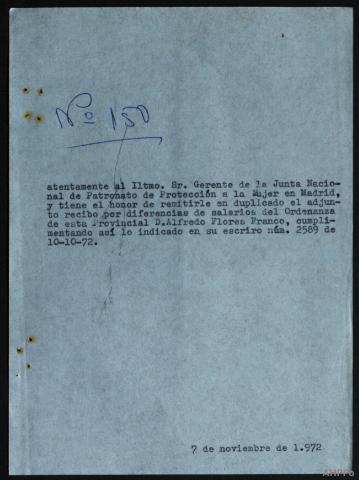 Nº 150
atentamente al Iltmo. Sr. Gerente de la Junta Nacio-
nal de Patronato de Protección a la Mujer en Madrid,
y tiene el honor de remitirle en duplicado el adjun-
to recibo por diferencias de salarios del Ordenanza
de esta Provincial D.Alfredo Flores Franco, cumpli-
mentando así lo indicado en su escriro núm. 2589 de
10-10-72.
7 de noviembre de 1.972